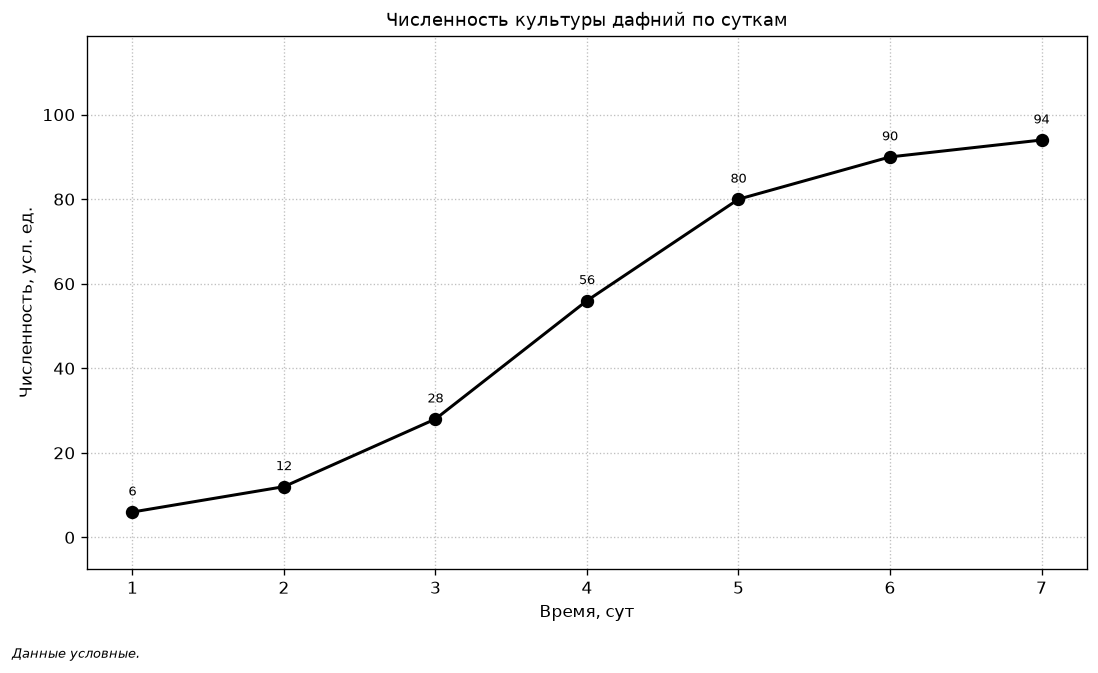 Численность культуры дафний по суткам
Численность, усл. ед.
100
80
60
40
20
0
6
12
28
56
80
90
94
1 2 3 4 5 6 7
Время, сут
Данные условные.